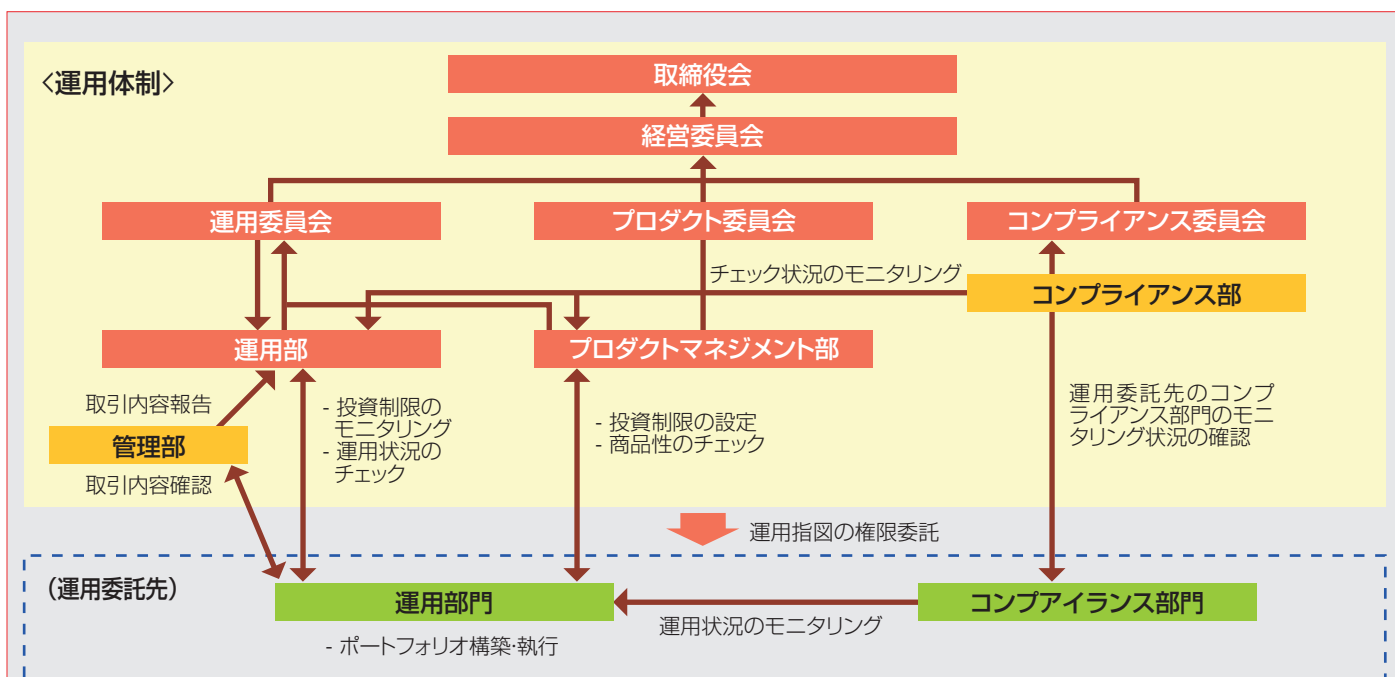 〈運用体制〉
取締役会
経営委員会
運用委員会
プロダクト委員会
コンプライアンス委員会
チェック状況のモニタリング
コンプライアンス部
運用部
プロダクトマネジメント部
取引内容報告
管理部
取引内容確認
- 投資制限の
モニタリング
- 運用状況の
チェック
- 投資制限の設定
- 商品性のチェック
運用委託先のコンプ
ライアンス部門のモニ
タリング状況の確認
運用指図の権限委託
（運用委託先）
運用部門
コンプアイランス部門
運用状況のモニタリング
- ポートフォリオ構築・執行